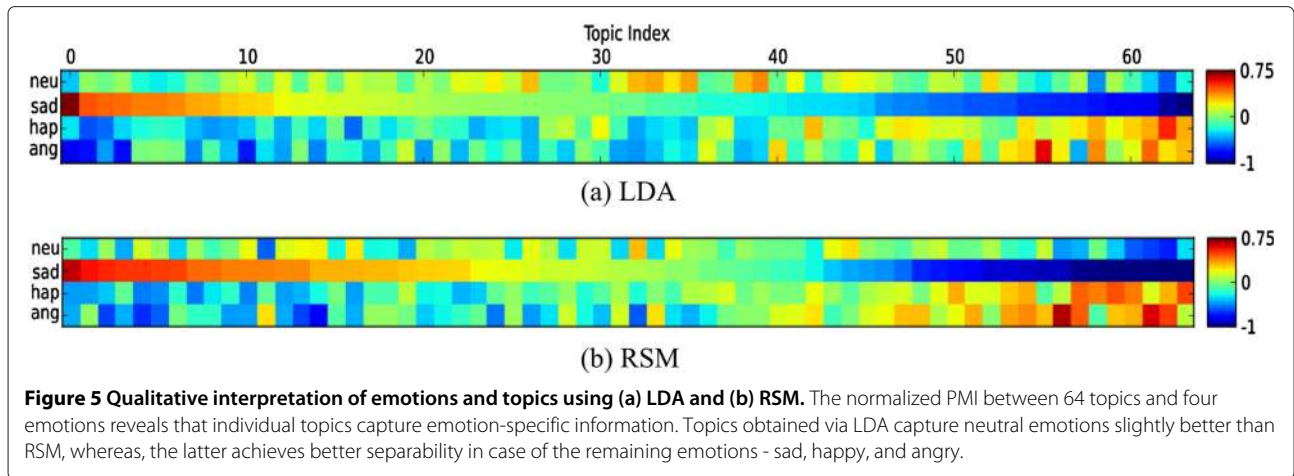 Topic Index
0 10 20 30 40 50 60
neu
sad
hap
ang
0.75
0
-1
(a) LDA
neu
sad
hap
ang
0.75
0
-1
(b) RSM
Figure 5 Qualitative interpretation of emotions and topics using (a) LDA and (b) RSM. The normalized PMI between 64 topics and four
emotions reveals that individual topics capture emotion-specific information. Topics obtained via LDA capture neutral emotions slightly better than
RSM, whereas, the latter achieves better separability in case of the remaining emotions - sad, happy, and angry.